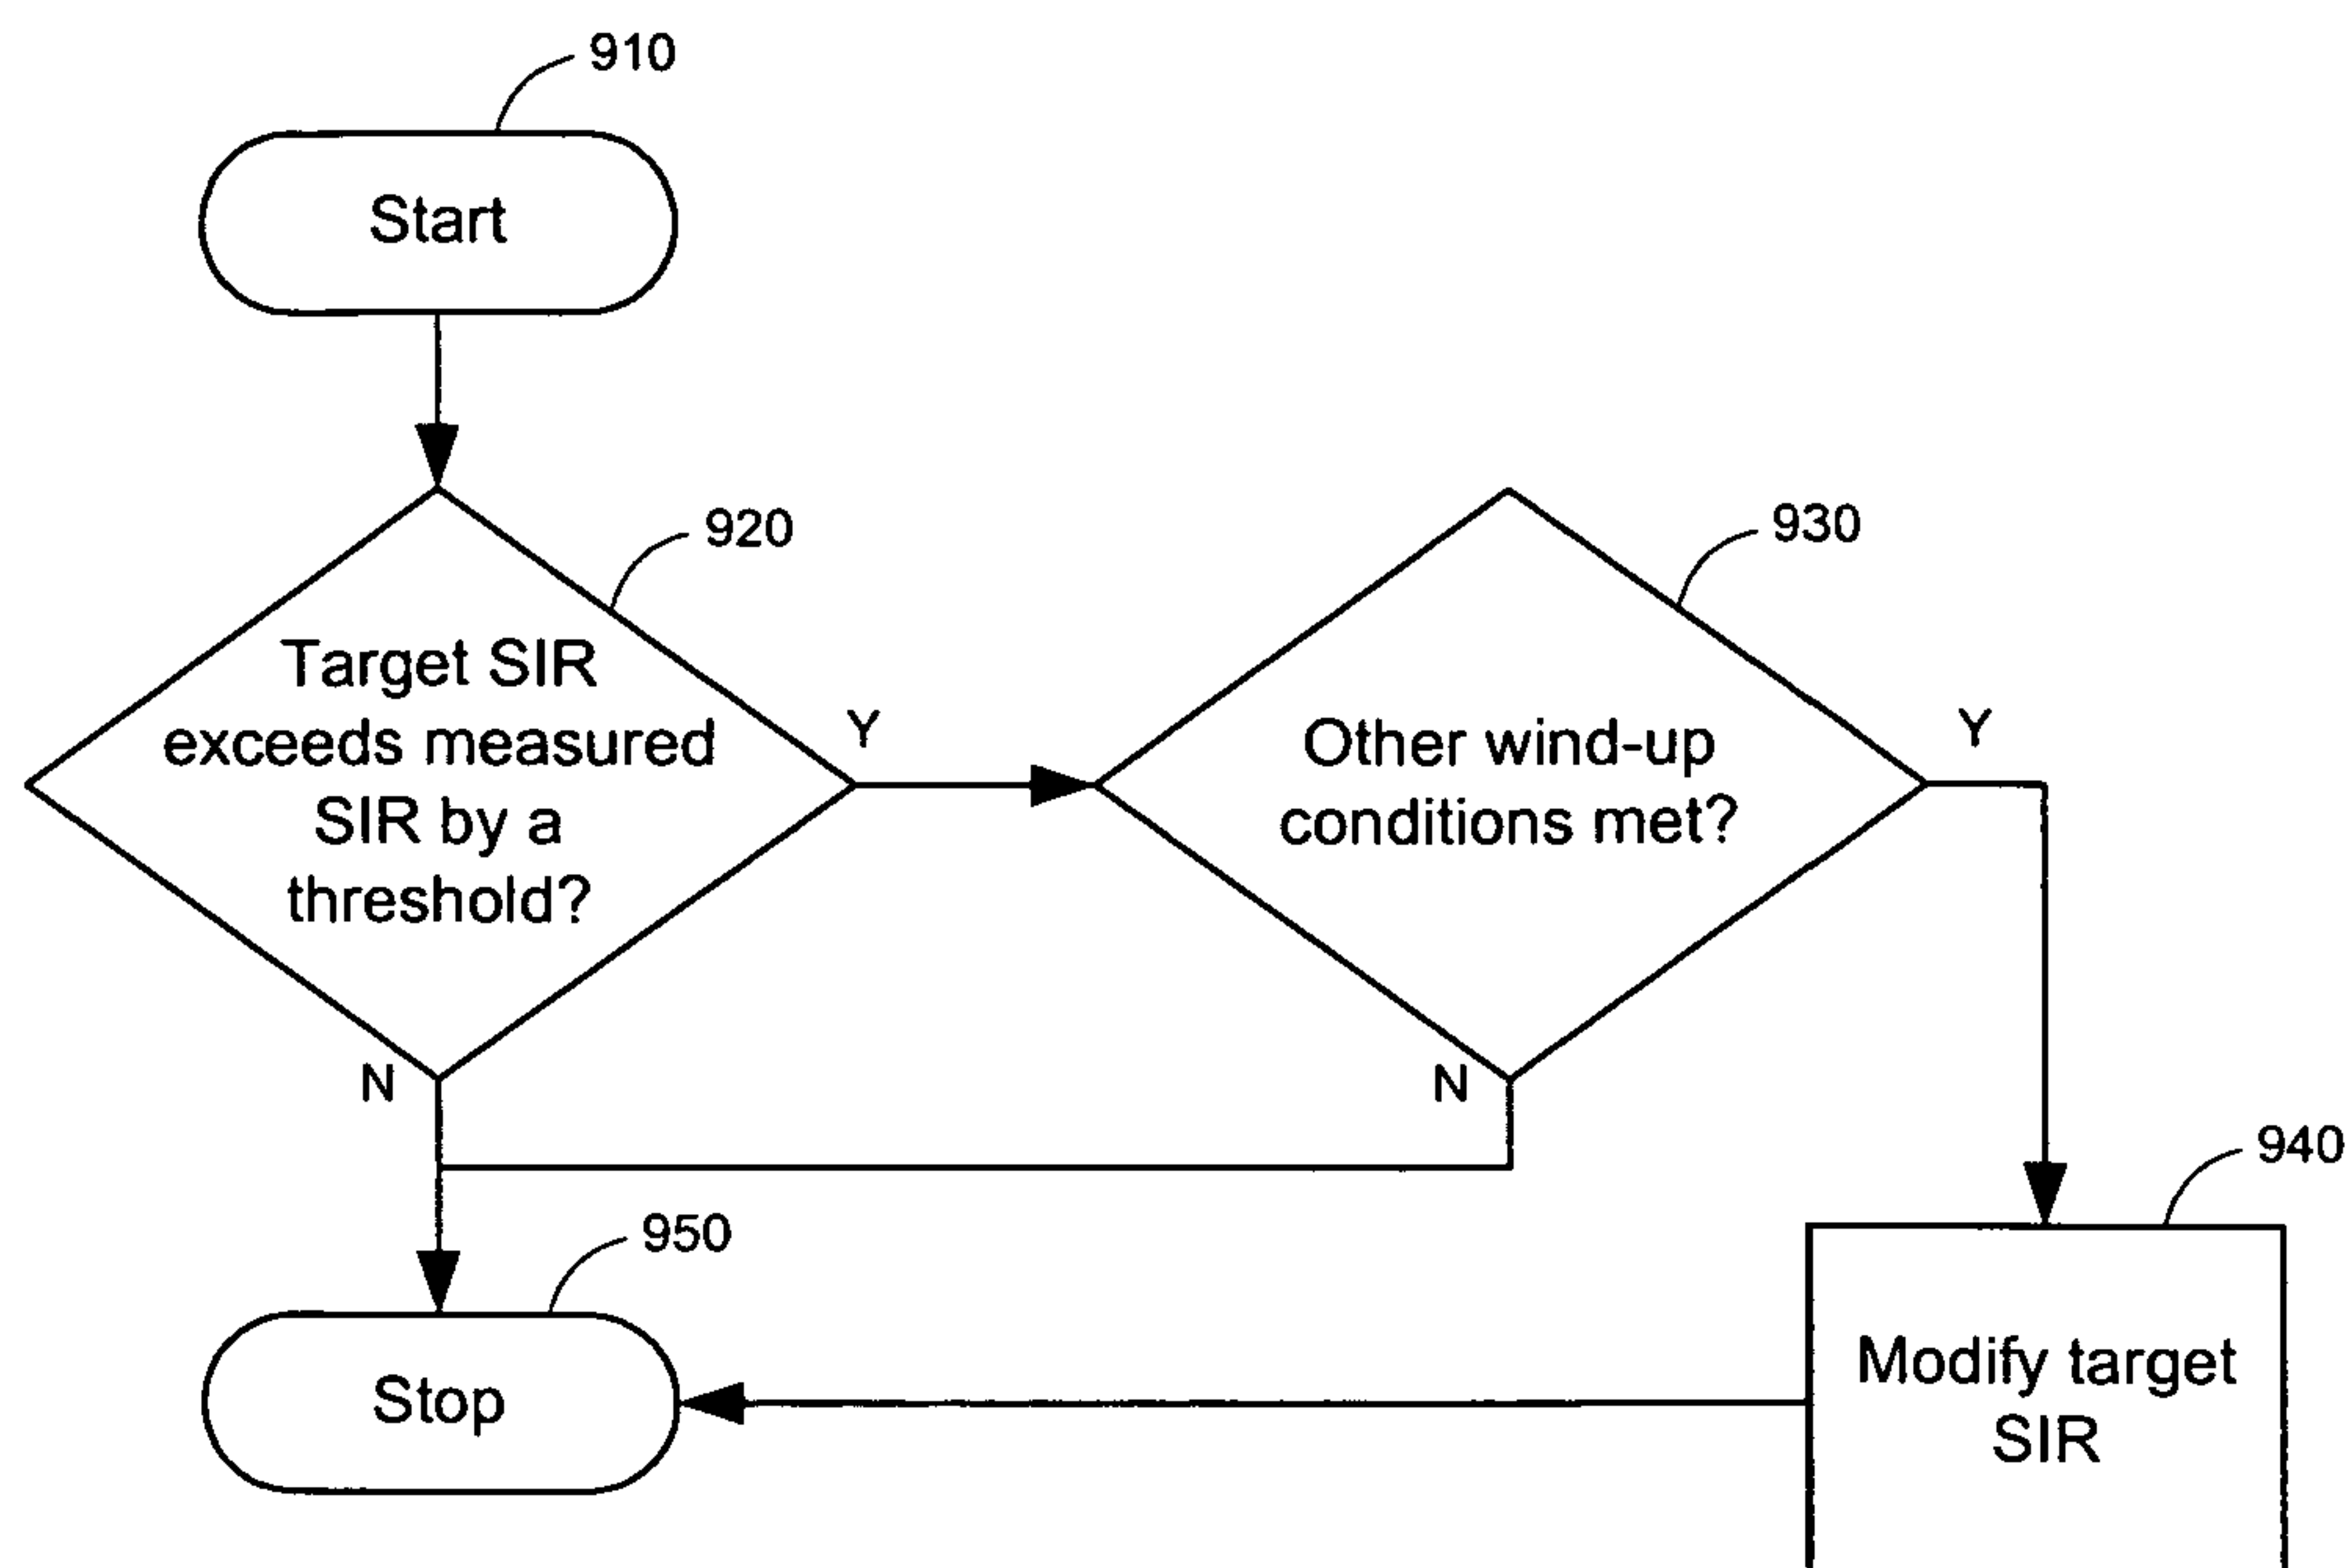 910
Start
920
Target SIR
exceeds measured
SIR by a
threshold?
Y
N
930
Other wind-up
conditions met?
Y
N
940
Modify target
SIR
950
Stop